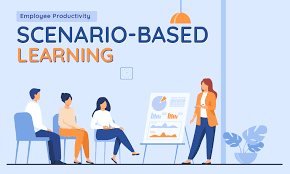 Employee Productivity
SCENARIO-BASED
LEARNING